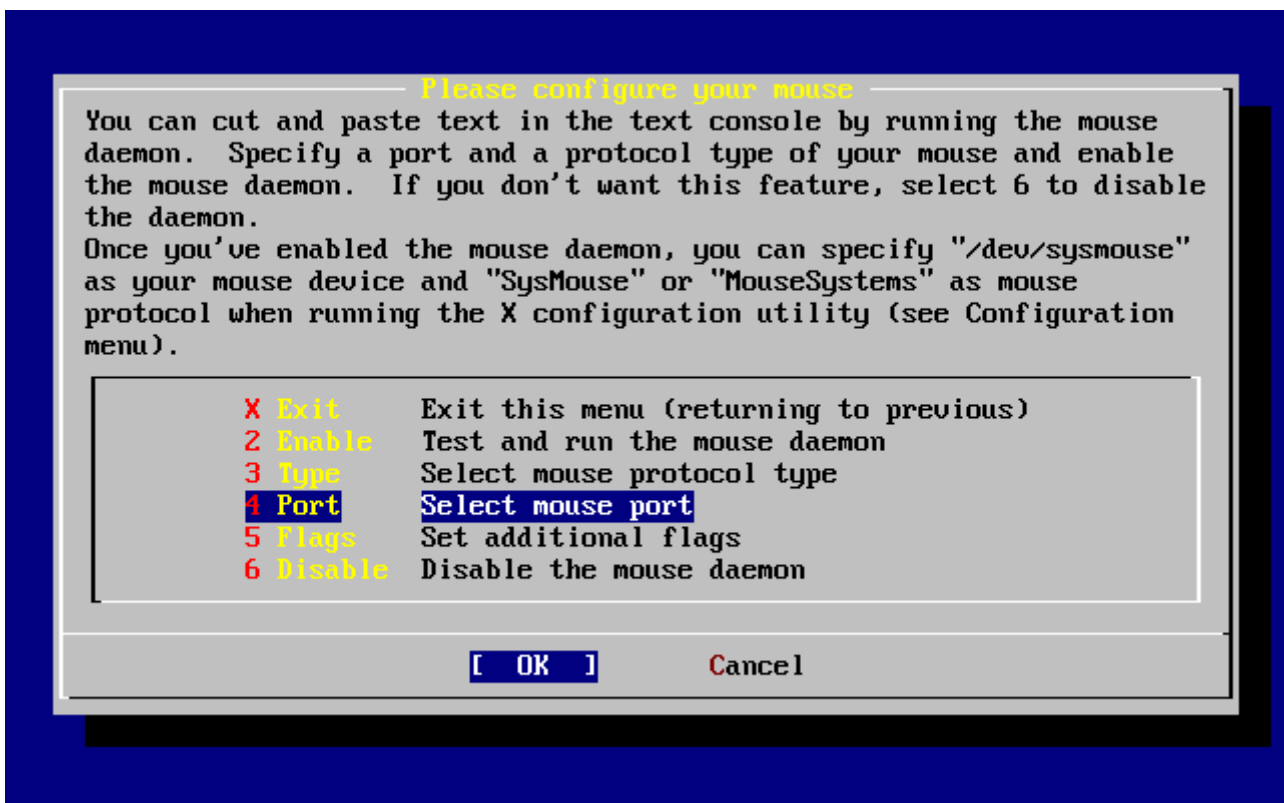 Please configure your mouse
You can cut and paste text in the text console by running the mouse
daemon.  Specify a port and a protocol type of your mouse and enable
the mouse daemon.  If you don't want this feature, select 6 to disable
the daemon.
Once you've enabled the mouse daemon, you can specify "/dev/sysmouse"
as your mouse device and "SysMouse" or "MouseSystems" as mouse
protocol when running the X configuration utility (see Configuration
menu).
X Exit Exit this menu (returning to previous)
2 Enable Test and run the mouse daemon
3 Type Select mouse protocol type
4 Port Select mouse port
5 Flags Set additional flags
6 Disable Disable the mouse daemon
[ OK ] Cancel